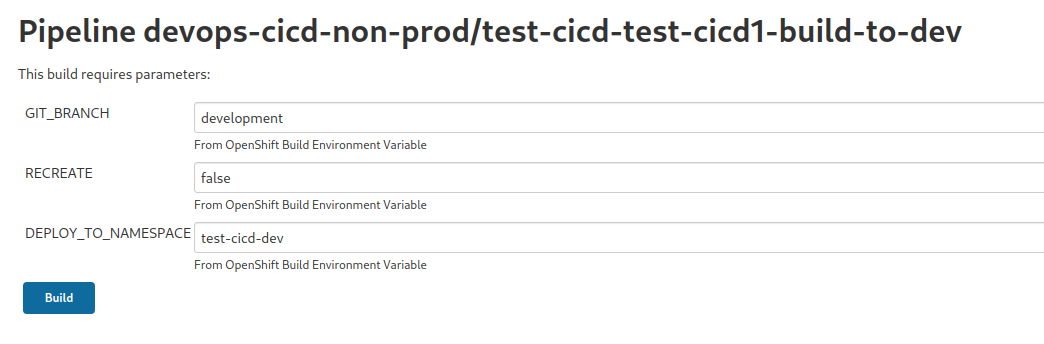 Pipeline devops-cicd-non-prod/test-cicd-test-cicd1-build-to-dev
This build requires parameters:
GIT_BRANCH
development
From OpenShift Build Environment Variable
RECREATE
false
From OpenShift Build Environment Variable
DEPLOY_TO_NAMESPACE
test-cicd-dev
From OpenShift Build Environment Variable
Build